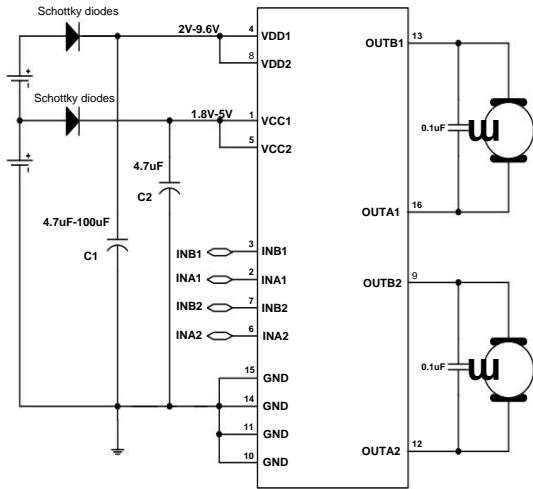 Schottky diodes
2V-9.6V
4
VDD1
8
VDD2
Schottky diodes
1.8V-5V
1
VCC1
5
VCC2
4.7uF
C2
4.7uF-100uF
C1
INB1
3
INB1
INA1
2
INA1
INB2
7
INB2
INA2
6
INA2
15
GND
14
GND
11
GND
10
GND
OUTB1
13
0.1uF
m
OUTA1
16
OUTB2
9
0.1uF
m
OUTA2
12